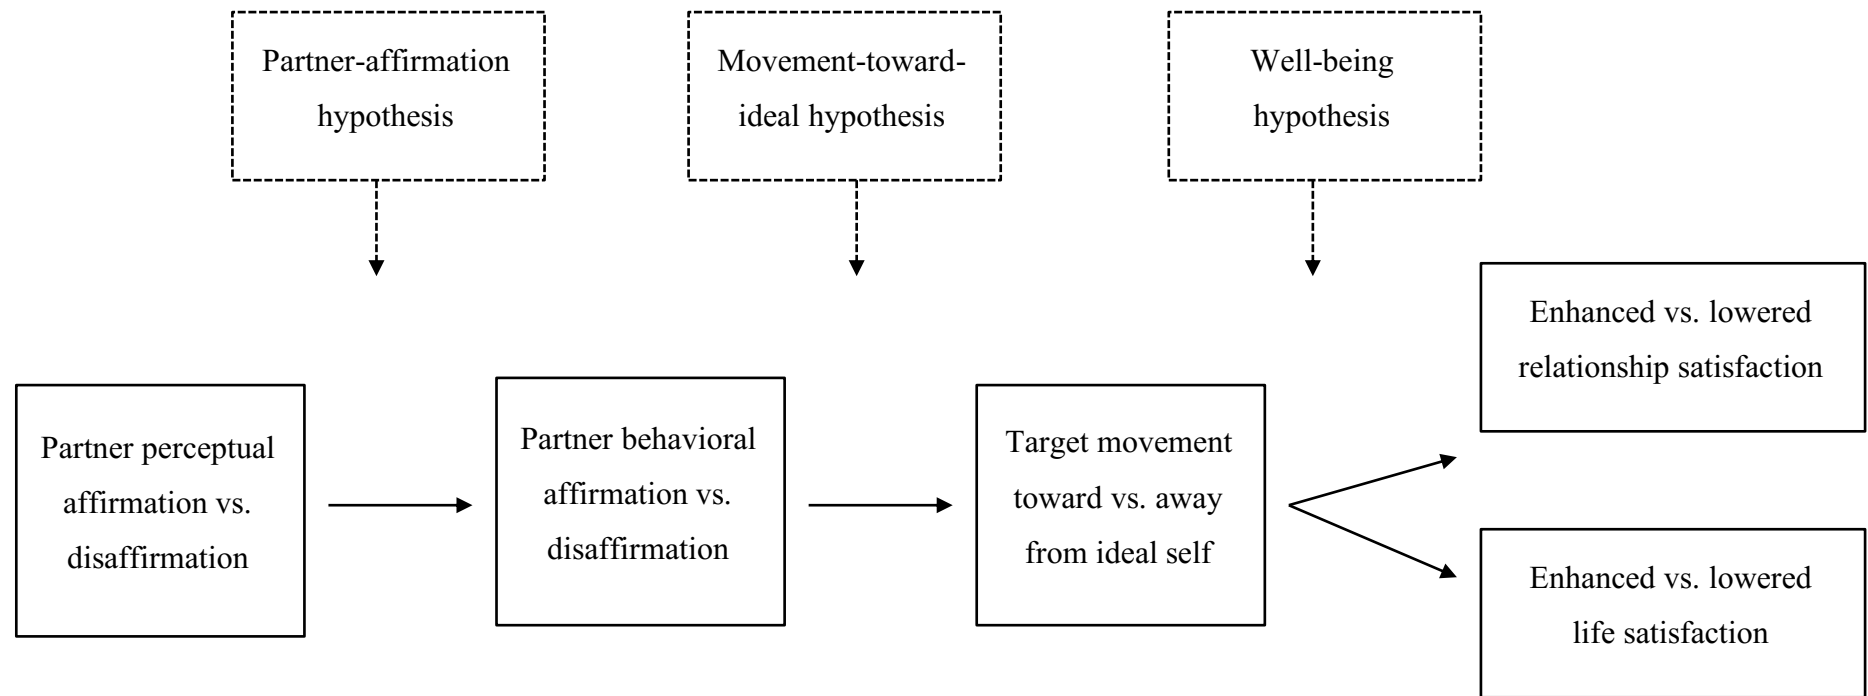 Partner-affirmation
hypothesis
Movement-toward-
ideal hypothesis
Well-being
hypothesis
Partner perceptual
affirmation vs.
disaffirmation
Partner behavioral
affirmation vs.
disaffirmation
Target movement
toward vs. away
from ideal self
Enhanced vs. lowered
relationship satisfaction
Enhanced vs. lowered
life satisfaction